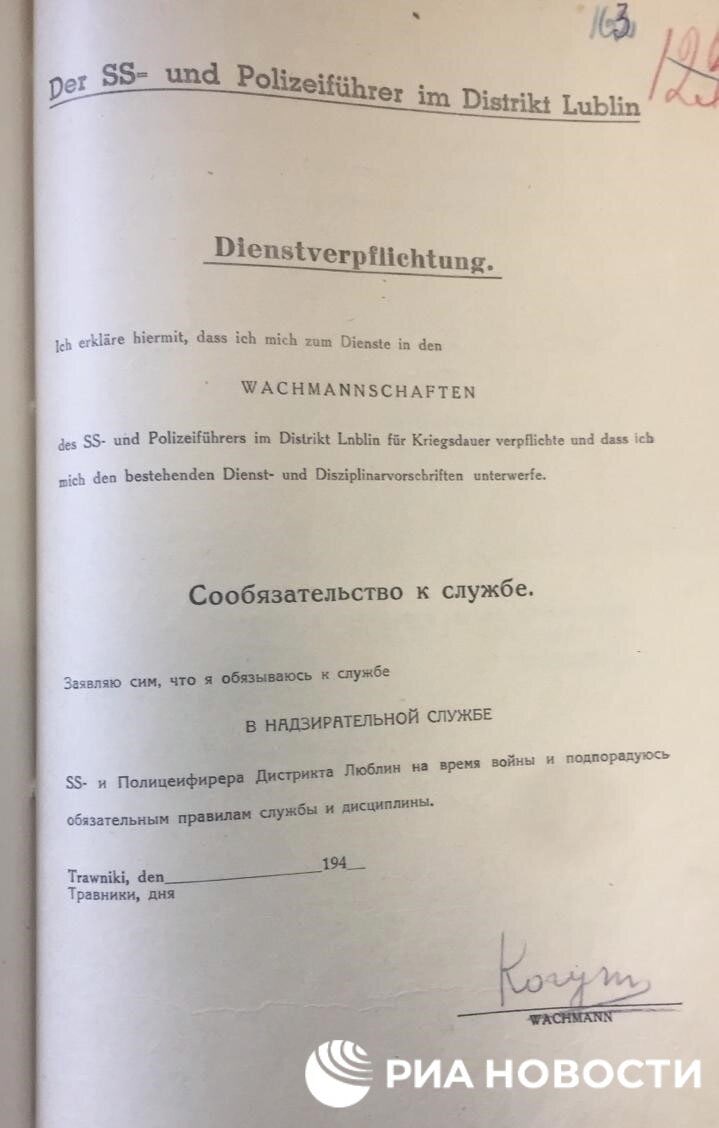 163
Der SS= und Polizeiführer im Distrikt Lublin
Dienstverpflichtung.
Ich erkläre hiermit, dass ich mich zum Dienste in den
WACHMANNSCHAFTEN
des SS- und Polizeiführers im Distrikt Lnblin für Kriegsdauer verpflichte und dass ich
mich den bestehenden Dienst- und Disziplinarvorschriften unterwerfe.
Сообязательство к службе.
Заявляю сим, что я обязываюсь к службе
В НАДЗИРАТЕЛЬНОЙ СЛУЖБЕ
SS- и Полицеифирера Дистрикта Люблин на время войны и подпорадуюсь
обязательным правилам службы и дисциплины.
Trawniki, den 194
Травники, дня
WACHMANN
РИА НОВОСТИ